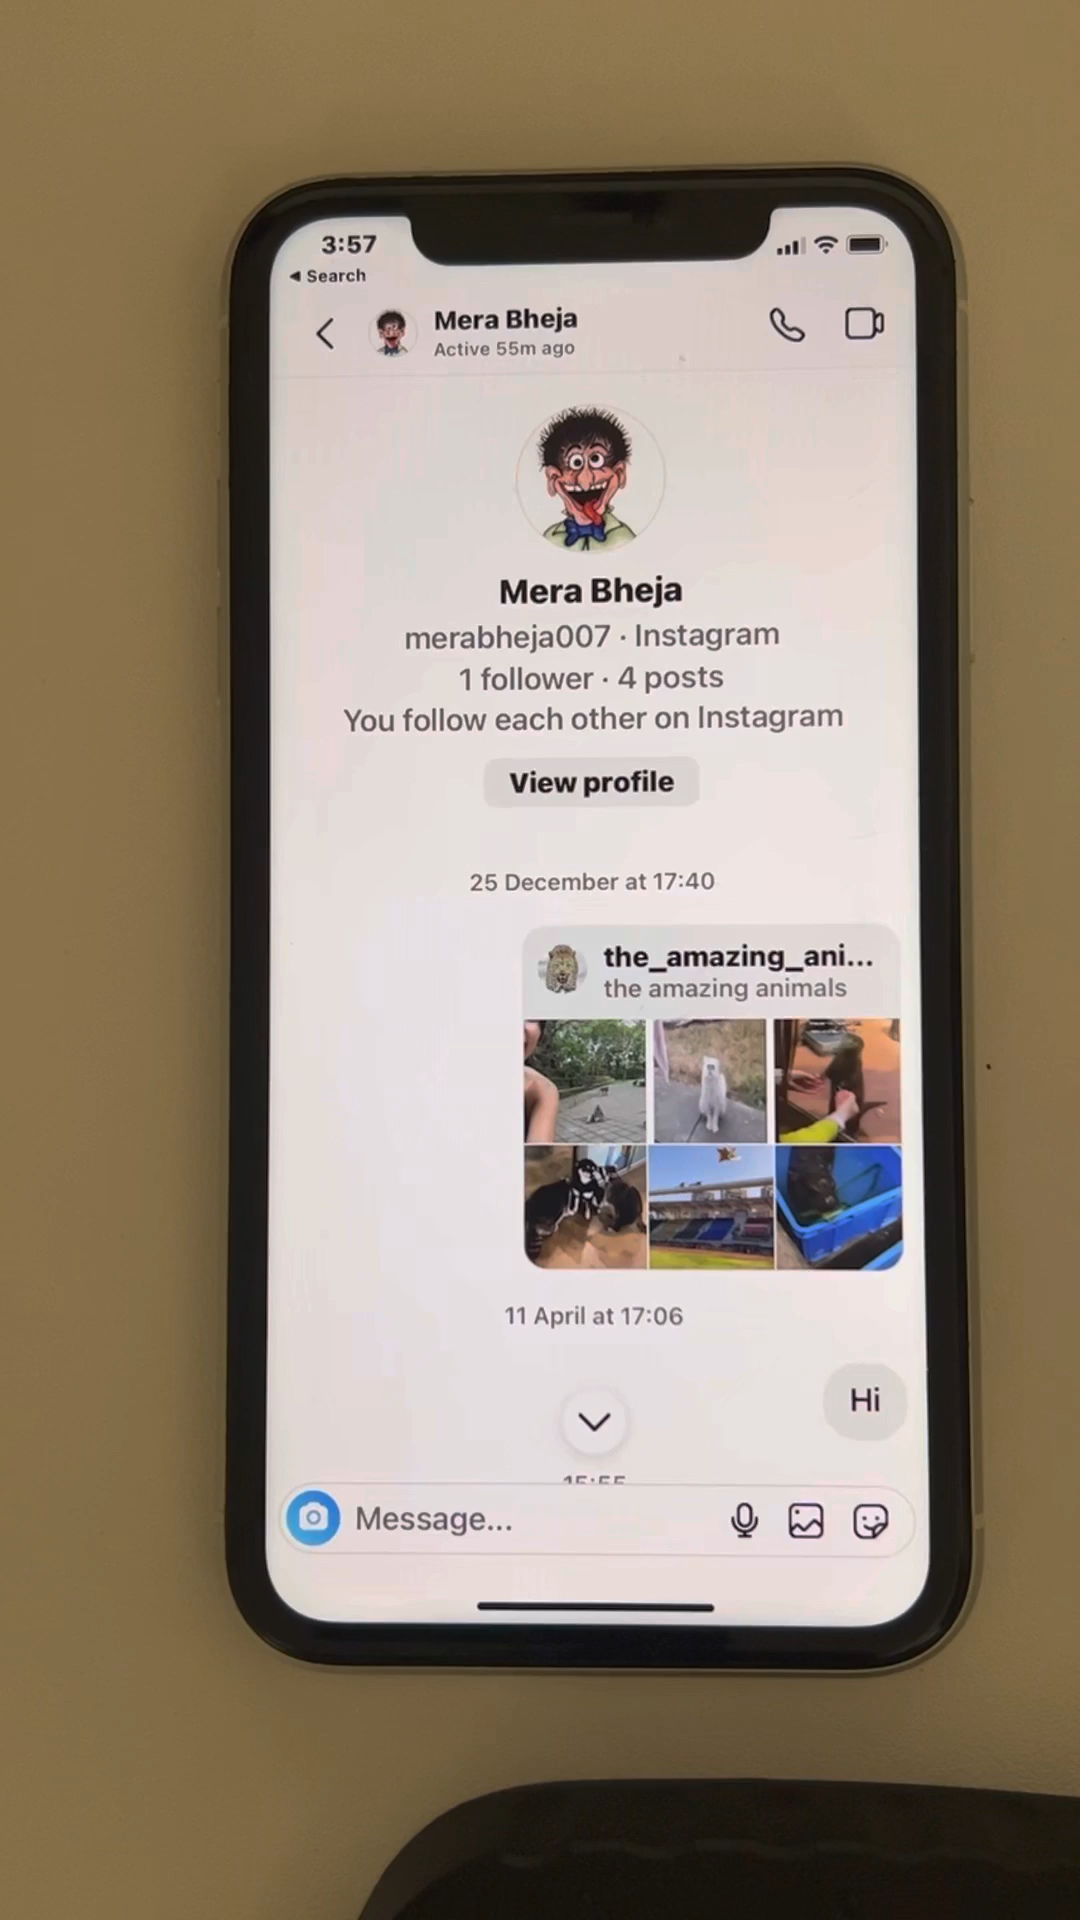 3:57
Search
Mera Bheja
Active 55m ago
Mera Bheja
merabheja007 · Instagram
1 follower · 4 posts
You follow each other on Instagram
View profile
25 December at 17:40
the_amazing_ani...
the amazing animals
11 April at 17:06
Hi
Message...